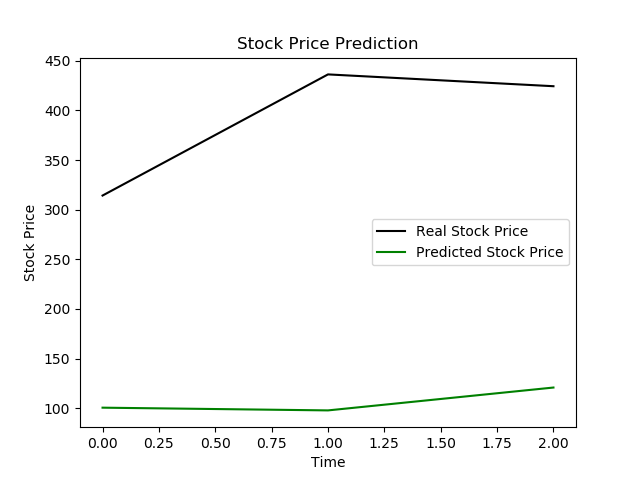 Stock Price Prediction
450
400
350
300
250
200
150
100
Stock Price
Real Stock Price
Predicted Stock Price
0.00 0.25 0.50 0.75 1.00 1.25 1.50 1.75 2.00
Time